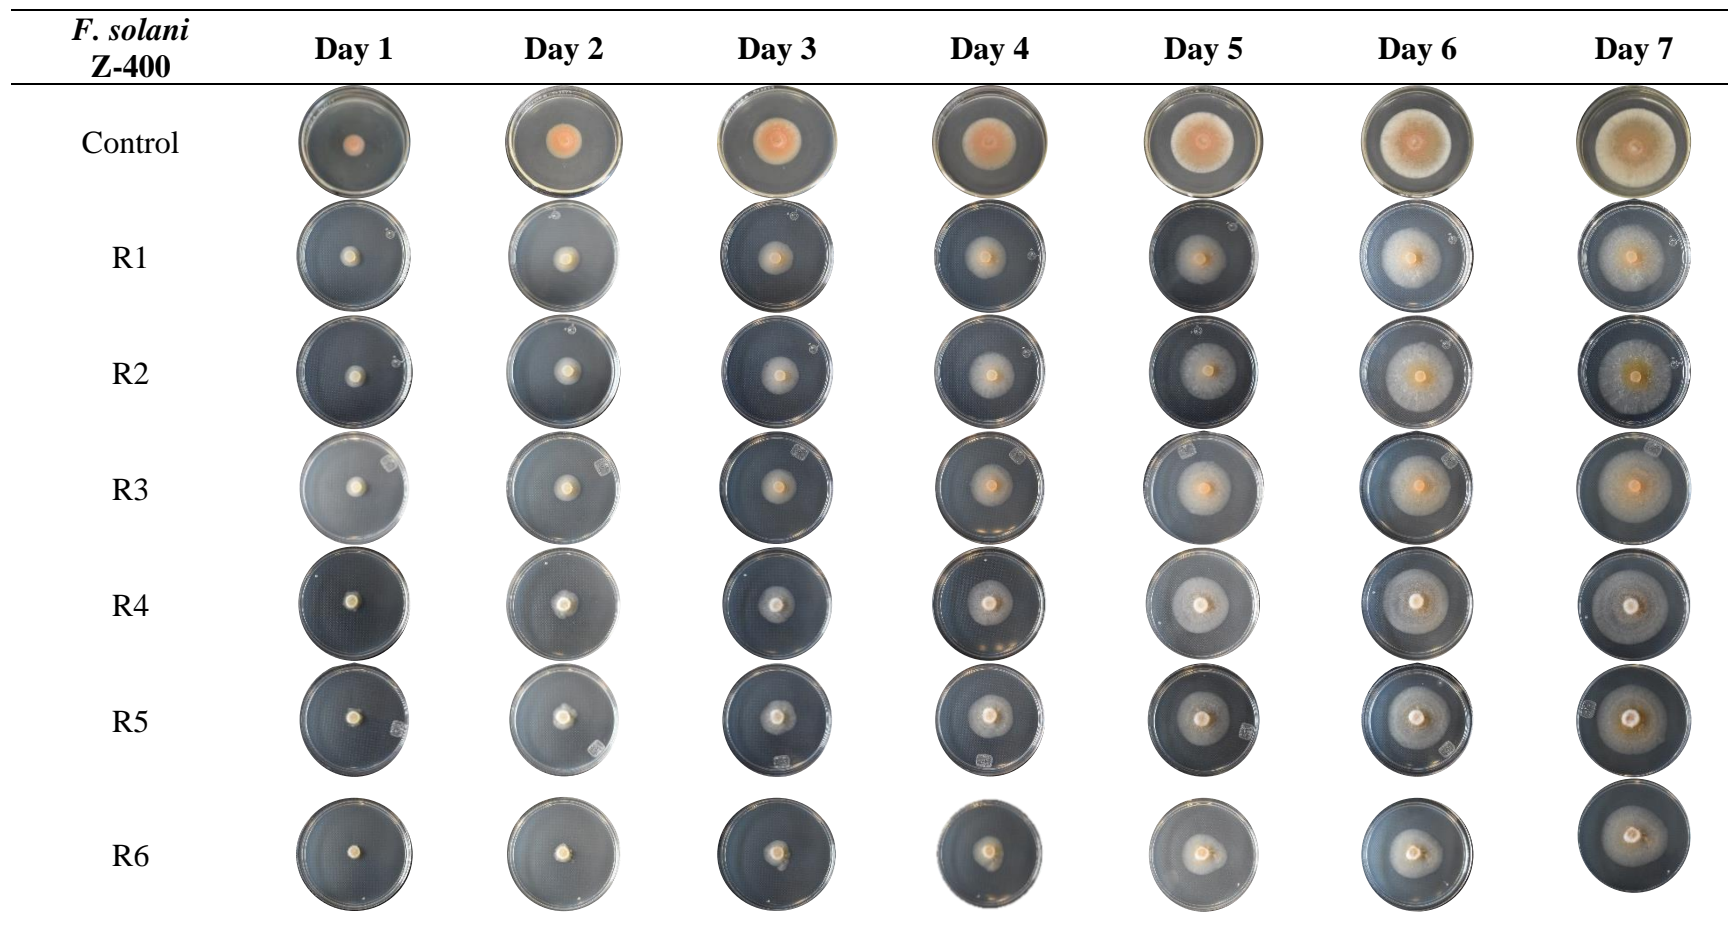 F. solani
Z-400
Day 1
Day 2
Day 3
Day 4
Day 5
Day 6
Day 7
Control
R1
R2
R3
R4
R5
R6